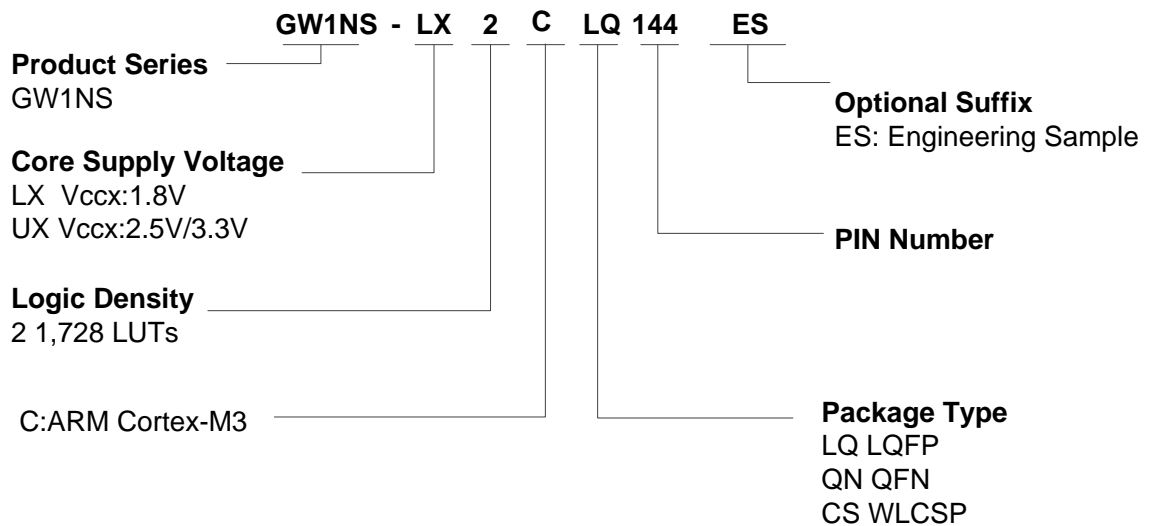 GW1NS - LX 2 C LQ 144 ES
Product Series
GW1NS
Optional Suffix
ES: Engineering Sample
Core Supply Voltage
LX Vccx:1.8V
UX Vccx:2.5V/3.3V
PIN Number
Logic Density
2 1,728 LUTs
C:ARM Cortex-M3
Package Type
LQ LQFP
QN QFN
CS WLCSP